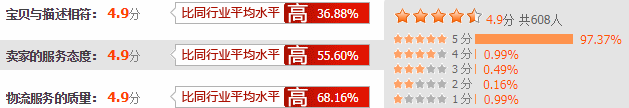 宝贝与描述相符： 4.9分 比同行业平均水平 高 36.88%
卖家的服务态度： 4.9分 比同行业平均水平 高 55.60%
物流服务的质量： 4.9分 比同行业平均水平 高 68.16%
4.9分 共608人
5 分 97.37%
4 分 0.99%
3 分 0.49%
2 分 0.16%
1 分 0.99%